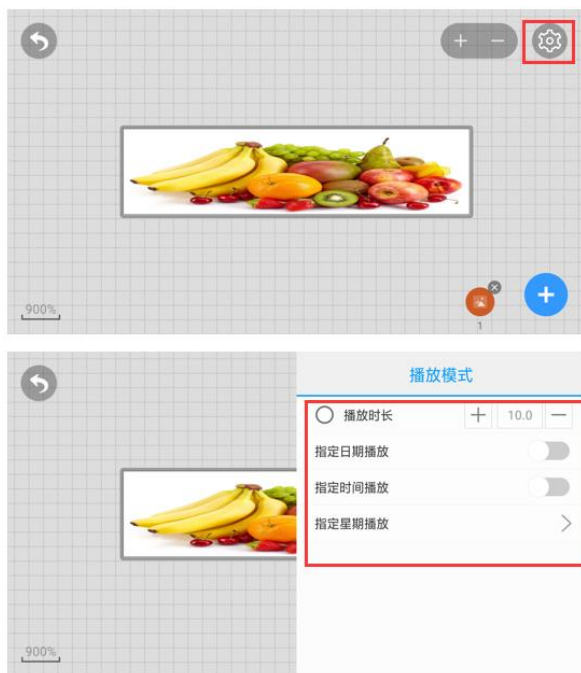 + −
900%
1
+
播放模式
播放时长 + 10.0 —
指定日期播放
指定时间播放
指定星期播放 >
900%